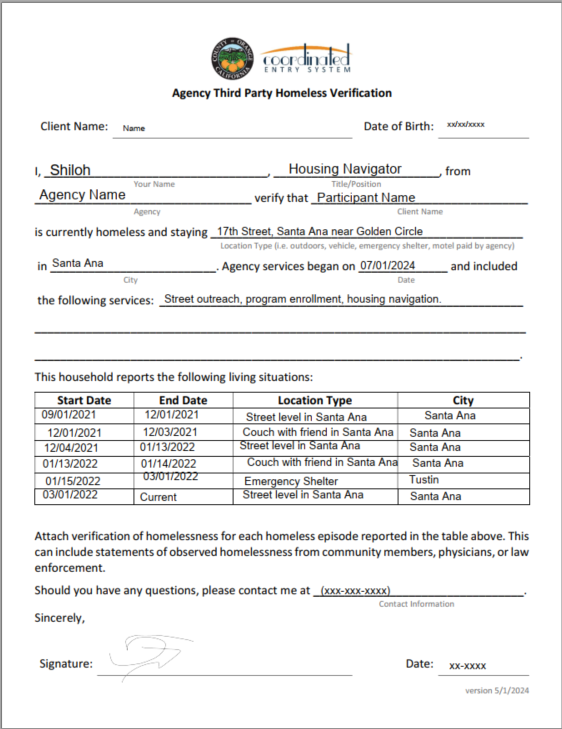 COUNTY OF ORANGE
CALIFORNIA
coordinated
ENTRY SYSTEM
Agency Third Party Homeless Verification
Client Name: Name Date of Birth: xx/xx/xxxx
I, Shiloh, Housing Navigator, from
Your Name Title/Position
Agency Name verify that Participant Name
Agency Client Name
is currently homeless and staying 17th Street, Santa Ana near Golden Circle
Location Type (i.e. outdoors, vehicle, emergency shelter, motel paid by agency)
in Santa Ana. Agency services began on 07/01/2024 and included
City Date
the following services: Street outreach, program enrollment, housing navigation.
.
This household reports the following living situations:
Start Date End Date Location Type City
09/01/2021 12/01/2021 Street level in Santa Ana Santa Ana
12/01/2021 12/03/2021 Couch with friend in Santa Ana Santa Ana
12/04/2021 01/13/2022 Street level in Santa Ana Santa Ana
01/13/2022 01/14/2022 Couch with friend in Santa Ana Santa Ana
01/15/2022 03/01/2022 Emergency Shelter Tustin
03/01/2022 Current Street level in Santa Ana Santa Ana
Attach verification of homelessness for each homeless episode reported in the table above. This
can include statements of observed homelessness from community members, physicians, or law
enforcement.
Should you have any questions, please contact me at (xxx-xxx-xxxx).
Contact Information
Sincerely,
Signature: Date: xx-xxxx
version 5/1/2024